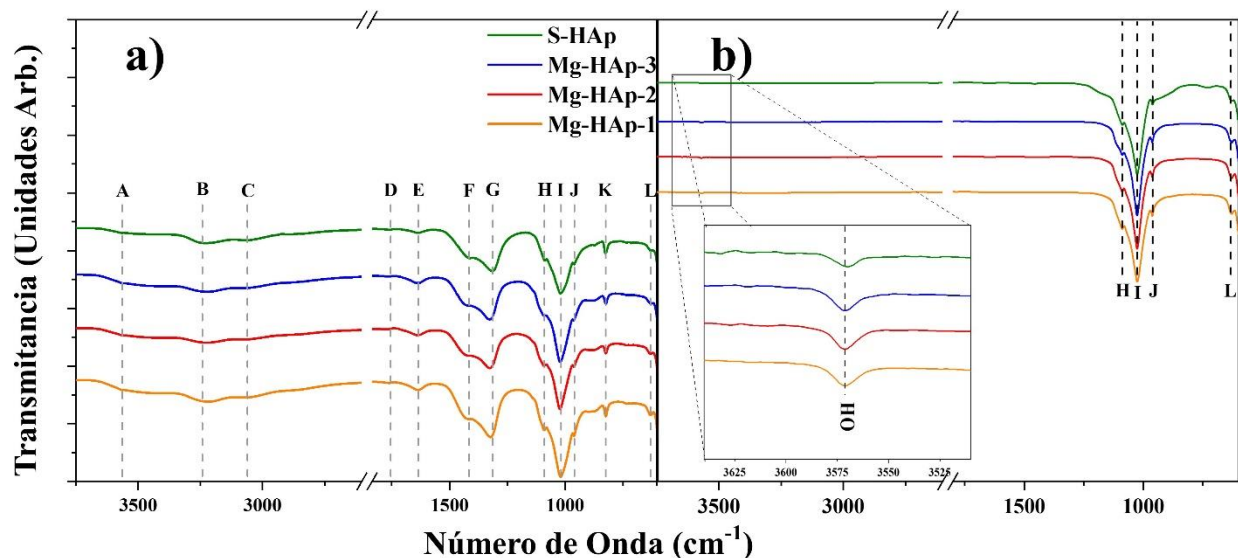 a)
S-HAp
Mg-HAp-3
Mg-HAp-2
Mg-HAp-1
b)
A B C D E F G H I J K L
H I J L
OH
3625 3600 3575 3550 3525
3500 3000 1500 1000 3500 3000 1500 1000
Transmitancia (Unidades Arb.)
Número de Onda (cm⁻¹)